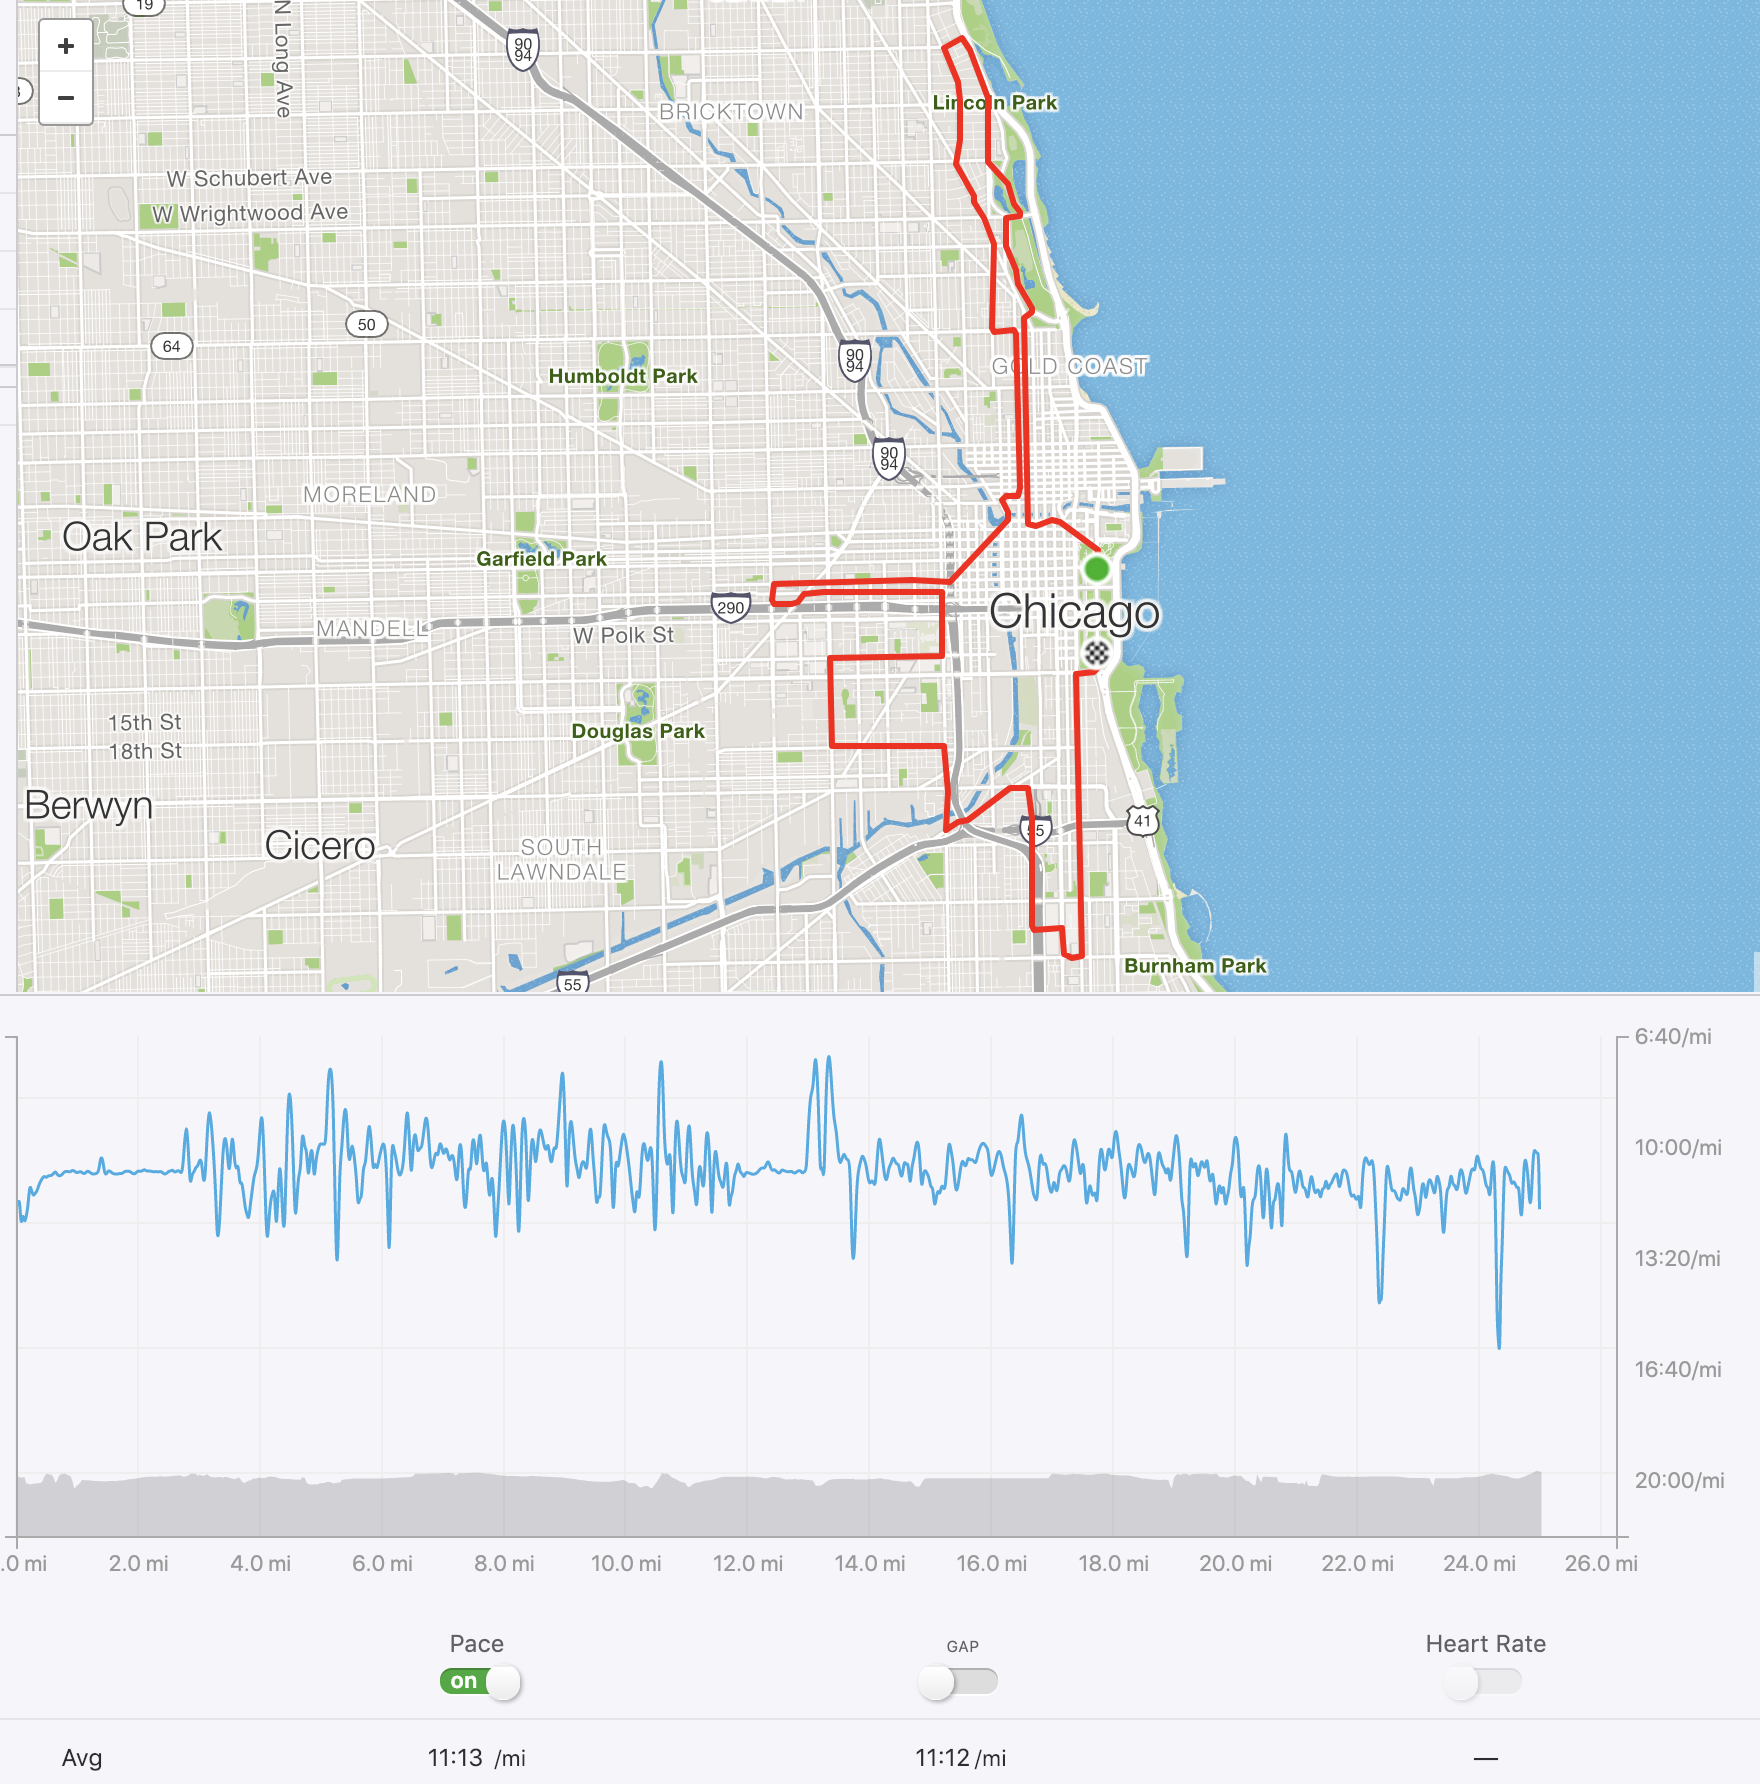 19
N Long Ave
90
94
BRICKTOWN
Lincoln Park
W Schubert Ave
W Wrightwood Ave
50
64
90
94
Humboldt Park
GOLD COAST
90
94
MORELAND
Oak Park
Garfield Park
290
Chicago
MANDELL
W Polk St
15th St
18th St
Douglas Park
Berwyn
Cicero
SOUTH
LAWNDALE
55
41
Burnham Park
55
6:40/mi
10:00/mi
13:20/mi
16:40/mi
20:00/mi
.0 mi
2.0 mi
4.0 mi
6.0 mi
8.0 mi
10.0 mi
12.0 mi
14.0 mi
16.0 mi
18.0 mi
20.0 mi
22.0 mi
24.0 mi
26.0 mi
Pace
GAP
Heart Rate
on
Avg
11:13 /mi
11:12 /mi
—